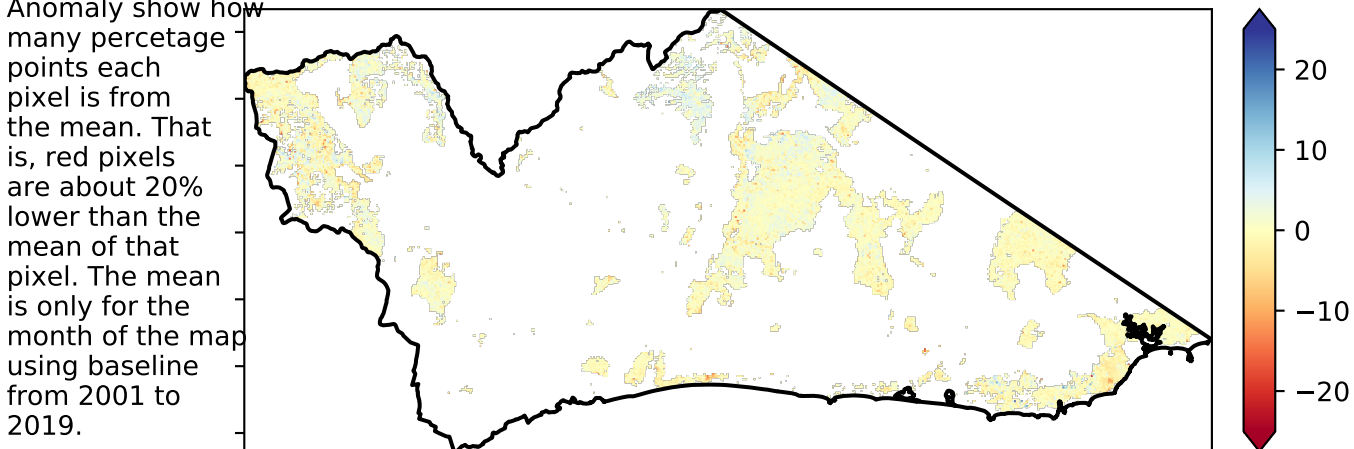 Anomaly show how
many percetage
points each
pixel is from
the mean. That
is, red pixels
are about 20%
lower than the
mean of that
pixel. The mean
is only for the
month of the map
using baseline
from 2001 to
2019.
20
10
0
−10
−20